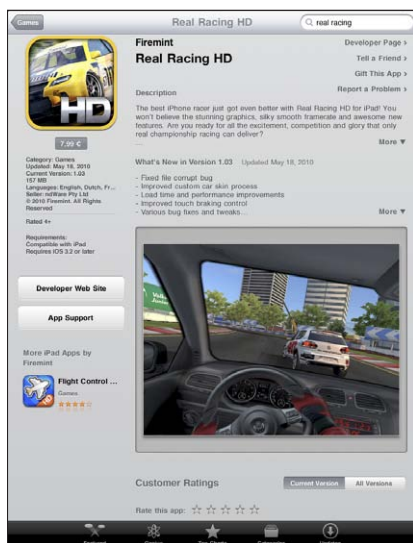 Games
Real Racing HD
real racing
HD
7,99 €
Category: Games
Updated: May 18, 2010
Current Version: 1.03
157 MB
Languages: English, Dutch, Fr...
Seller: ndWare Pty Ltd
© 2010 Firemint. All Rights
Reserved
Rated 4+
Requirements:
Compatible with iPad
Requires iOS 3.2 or later
Developer Web Site
App Support
More iPad Apps by
Firemint
Flight Control ...
Games
Firemint
Real Racing HD
Developer Page ›
Tell a Friend ›
Gift This App ›
Report a Problem ›
Description
The best iPhone racer just got even better with Real Racing HD for iPad! You
won't believe the stunning graphics, silky smooth framerate and awesome new
features. Are you ready for all the excitement, competition and glory that only
real championship racing can deliver?
...
More ▼
What's New in Version 1.03 Updated May 18, 2010
- Fixed file corrupt bug
- Improved custom car skin process
- Load time and performance improvements
- Improved touch braking control
- Various bug fixes and tweaks...
More ▼
Customer Ratings
Current Version
All Versions
Rate this app: